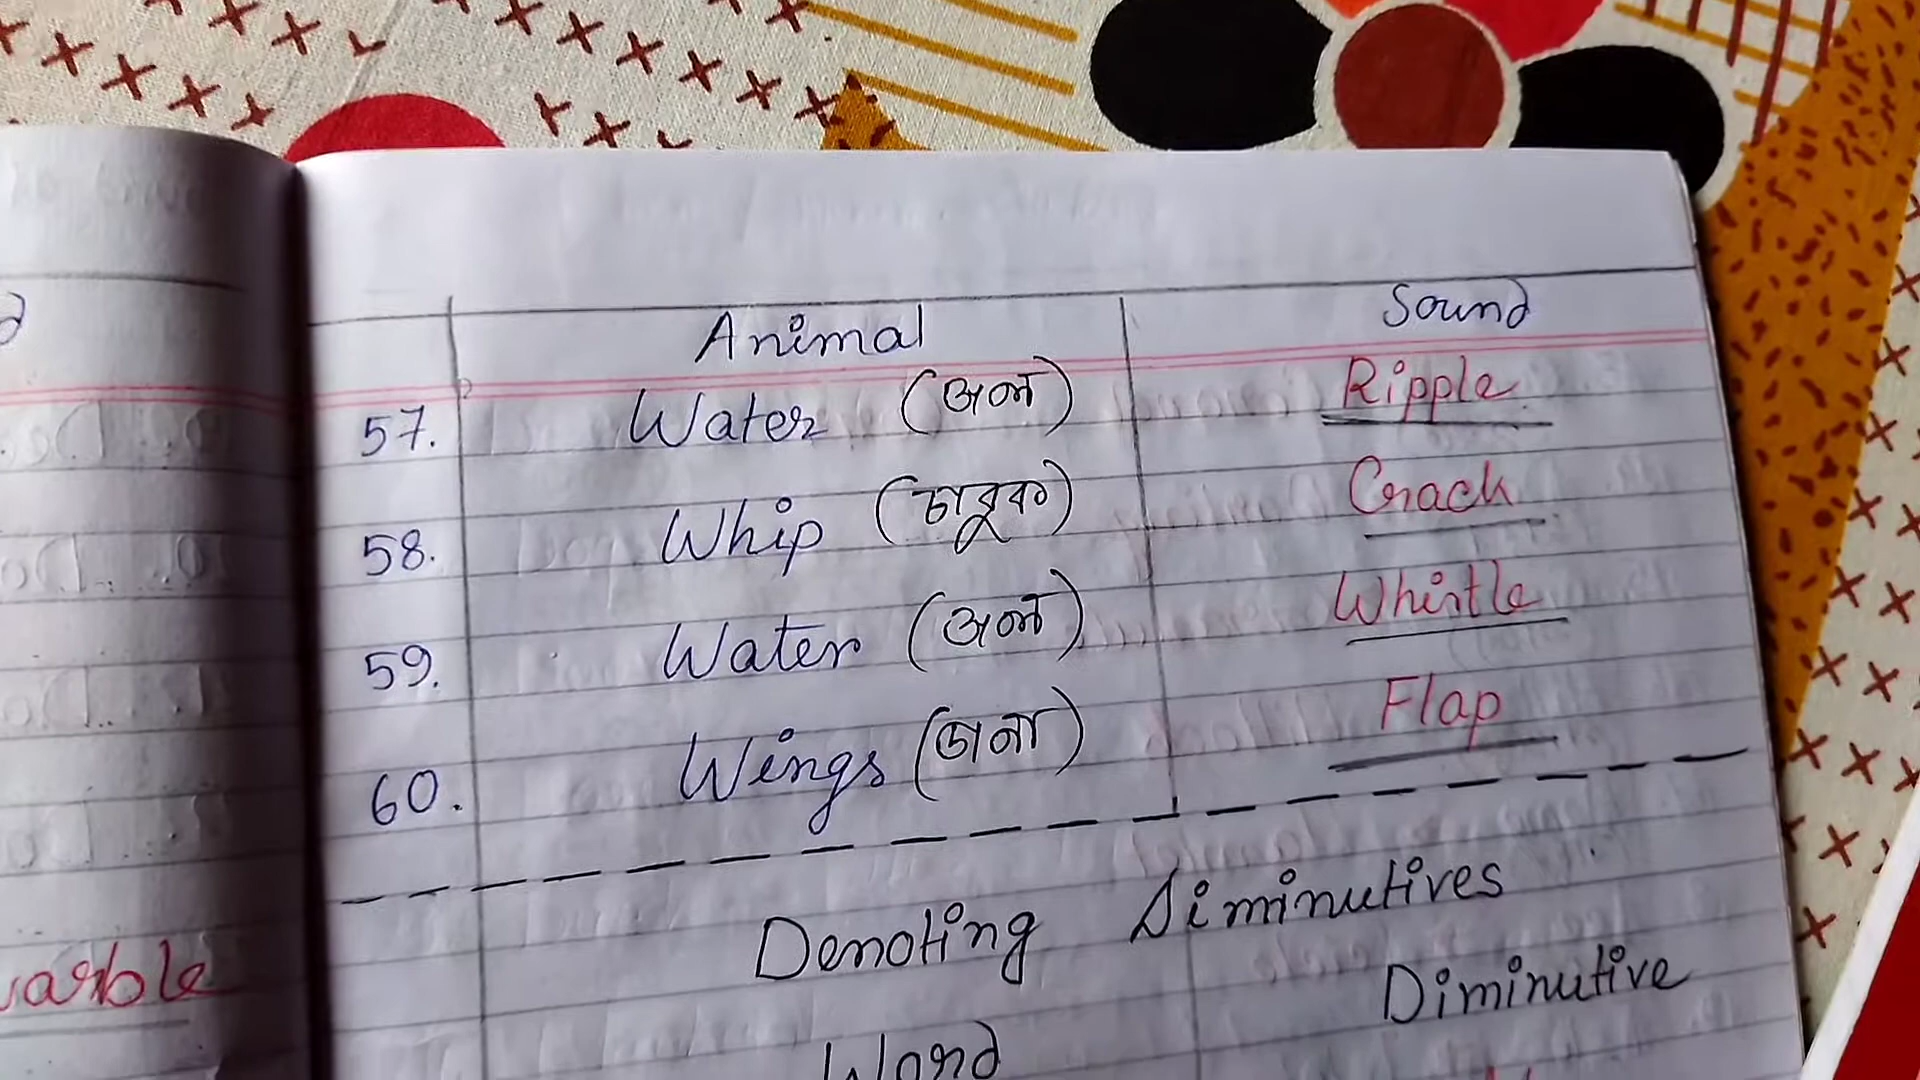 Animal Sound
57. Water (জল) Ripple
58. Whip (চাবুক) Crack
59. Water (জল) Whistle
60. Wings (ডানা) Flap
Denoting Diminutives
Word Diminutive
warble